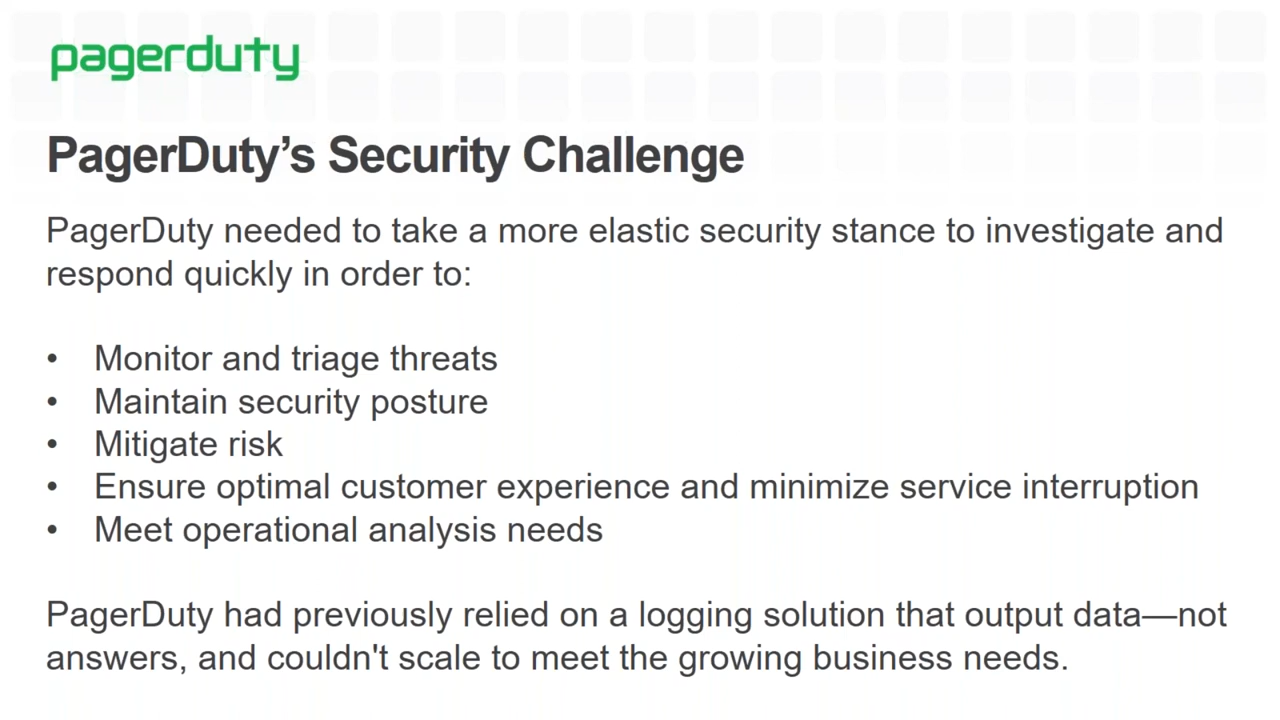 pagerduty
PagerDuty’s Security Challenge
PagerDuty needed to take a more elastic security stance to investigate and
respond quickly in order to:
• Monitor and triage threats
• Maintain security posture
• Mitigate risk
• Ensure optimal customer experience and minimize service interruption
• Meet operational analysis needs
PagerDuty had previously relied on a logging solution that output data—not
answers, and couldn't scale to meet the growing business needs.